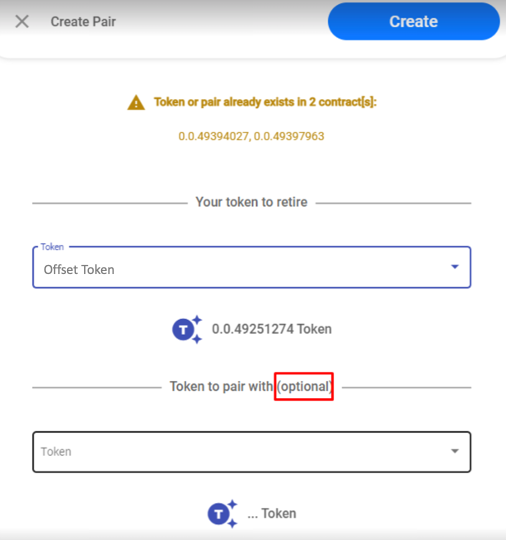 Create Pair
Create
Token or pair already exists in 2 contract[s]:
0.0.49394027, 0.0.49397963
Your token to retire
Token
Offset Token
T
0.0.49251274 Token
Token to pair with (optional)
Token
T
... Token